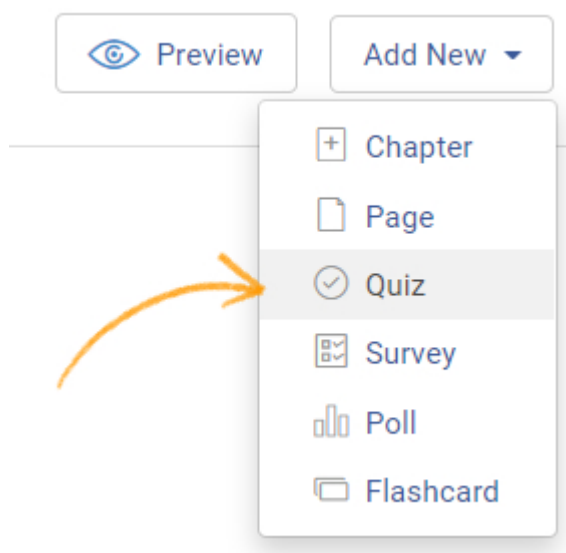 Preview
Add New
Chapter
Page
Quiz
Survey
Poll
Flashcard